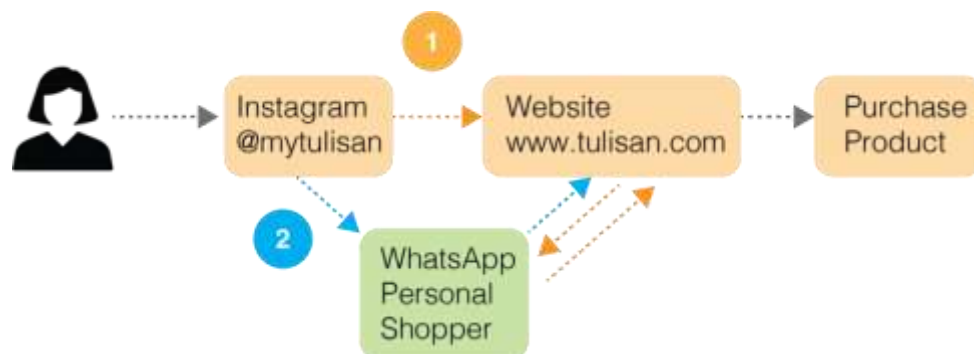 1
Instagram
@mytulisan
Website
www.tulisan.com
Purchase
Product
2
WhatsApp
Personal
Shopper